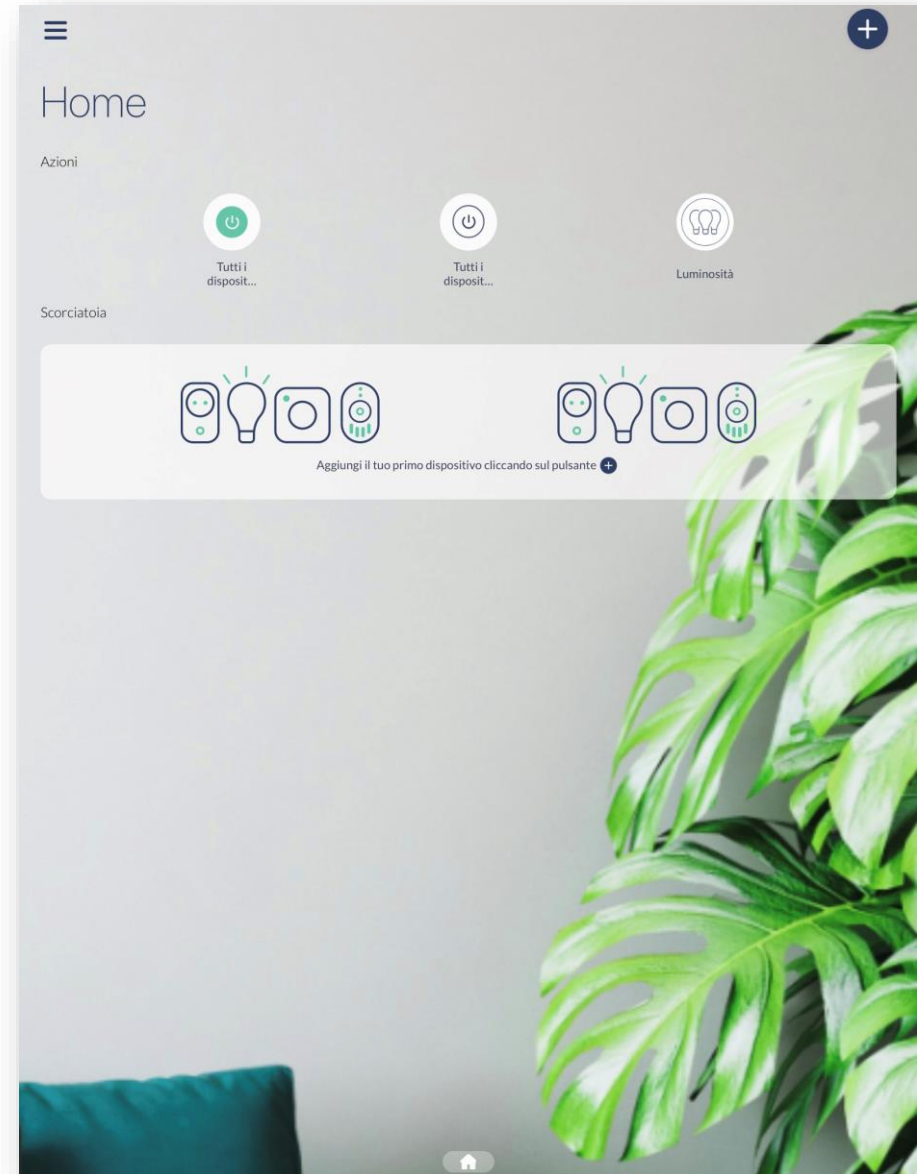 Home
Azioni
Tutti i
disposit...
Tutti i
disposit...
Luminosità
Scorciatoia
Aggiungi il tuo primo dispositivo cliccando sul pulsante